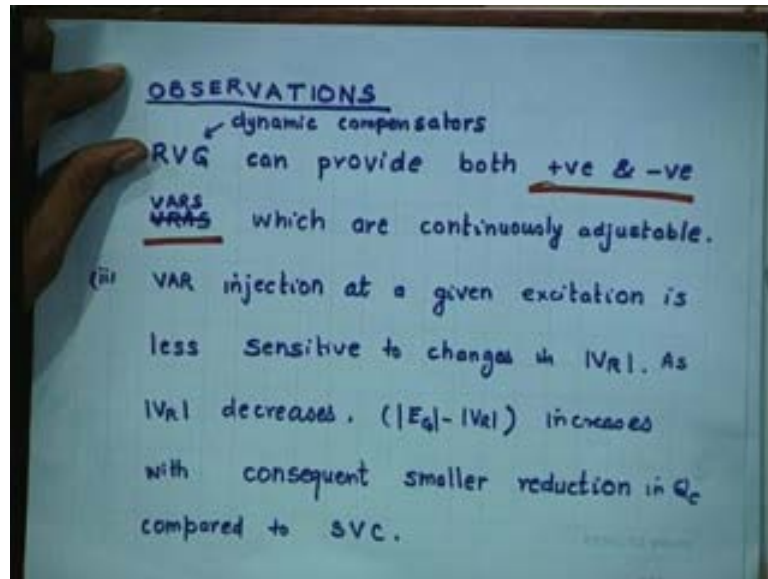 OBSERVATIONS
dynamic compensators
RVG can provide both +ve & -ve
VARS
VRAS which are continuously adjustable.
(ii) VAR injection at a given excitation is
less sensitive to changes in |VR|. As
|VR| decreases. (|EG|-|VR|) increases
with consequent smaller reduction in Qc
compared to SVC.